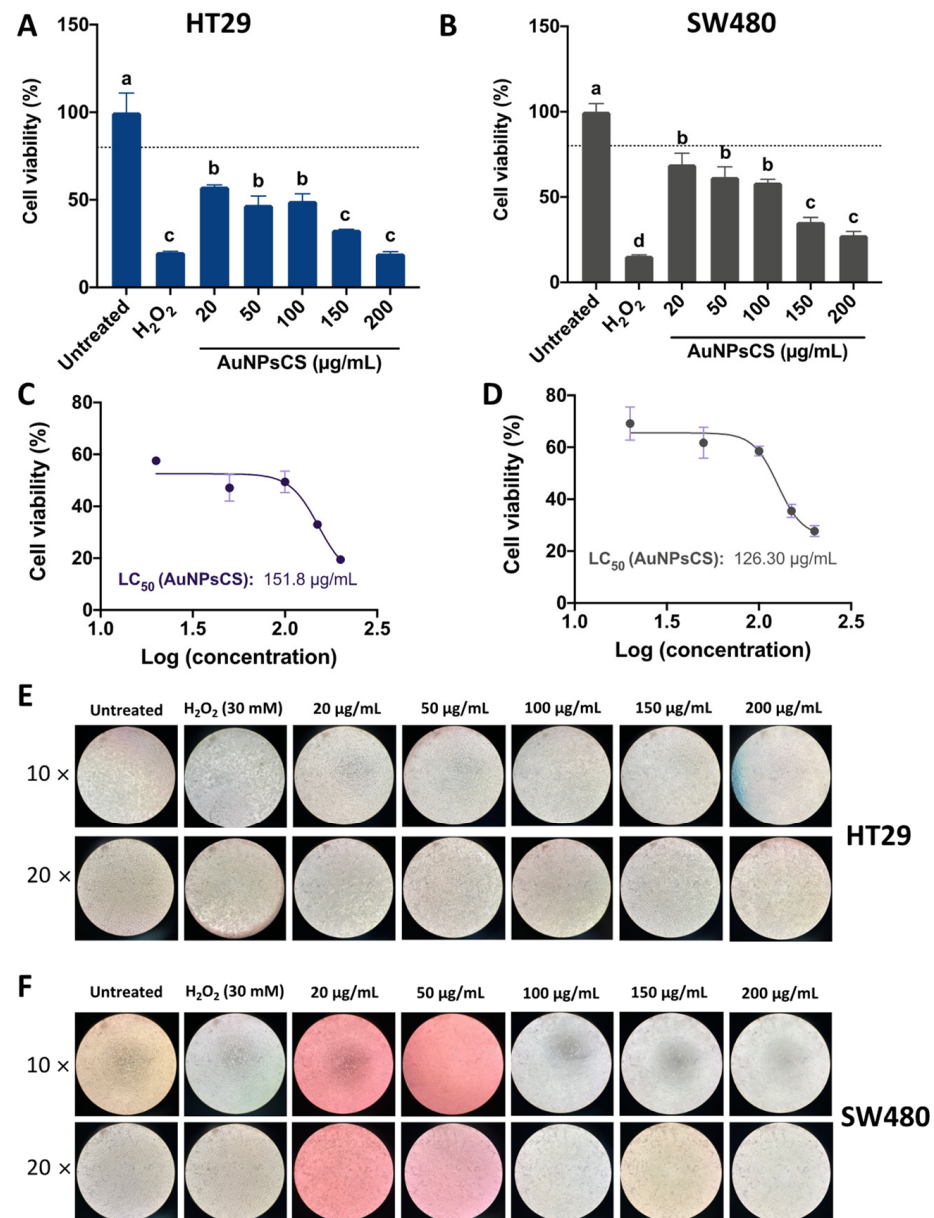 A HT29
Cell viability (%)
150
100
50
0
a
c
b
b
b
c
c
Untreated H₂O₂ 20 50 100 150 200
AuNPsCS (µg/mL)
B SW480
Cell viability (%)
150
100
50
0
a
d
b
b
b
c
c
Untreated H₂O₂ 20 50 100 150 200
AuNPsCS (µg/mL)
C
Cell viability (%)
80
60
40
20
0
LC₅₀ (AuNPsCS): 151.8 µg/mL
1.0 1.5 2.0 2.5
Log (concentration)
D
Cell viability (%)
80
60
40
20
0
LC₅₀ (AuNPsCS): 126.30 µg/mL
1.0 1.5 2.0 2.5
Log (concentration)
E
Untreated H₂O₂ (30 mM) 20 µg/mL 50 µg/mL 100 µg/mL 150 µg/mL 200 µg/mL
10 ×
20 ×
HT29
F
Untreated H₂O₂ (30 mM) 20 µg/mL 50 µg/mL 100 µg/mL 150 µg/mL 200 µg/mL
10 ×
20 ×
SW480